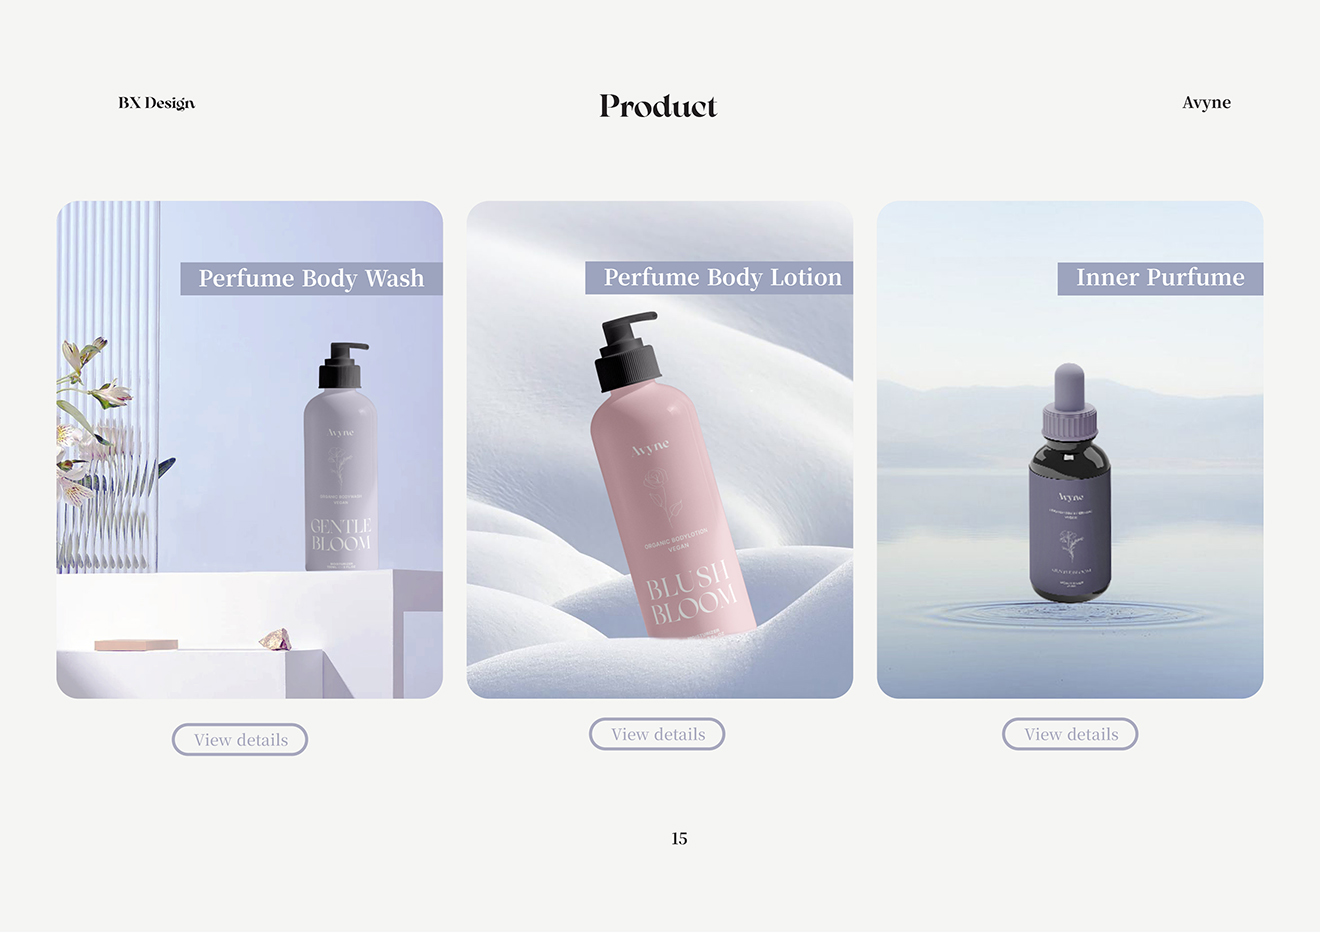 BX Design
Product
Avyne
Perfume Body Wash
Avyne
ORGANIC BODYWASH
VEGAN
GENTLE
BLOOM
View details
Perfume Body Lotion
Avyne
ORGANIC BODYLOTION
VEGAN
BLUSH
BLOOM
View details
Inner Purfume
Avyne
View details
15